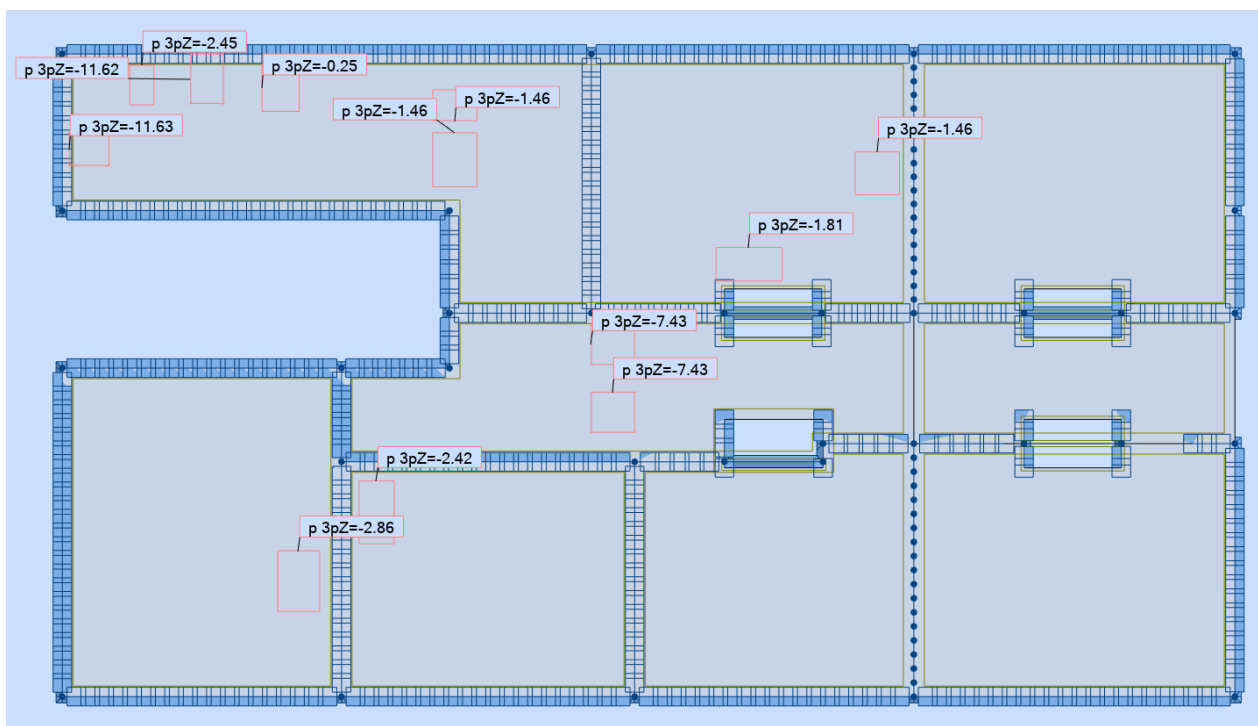 p 3pZ=-2.45
p 3pZ=-11.62
p 3pZ=-0.25
p 3pZ=-1.46
p 3pZ=-1.46
p 3pZ=-11.63
p 3pZ=-1.46
p 3pZ=-1.81
p 3pZ=-7.43
p 3pZ=-7.43
p 3pZ=-2.42
p 3pZ=-2.86